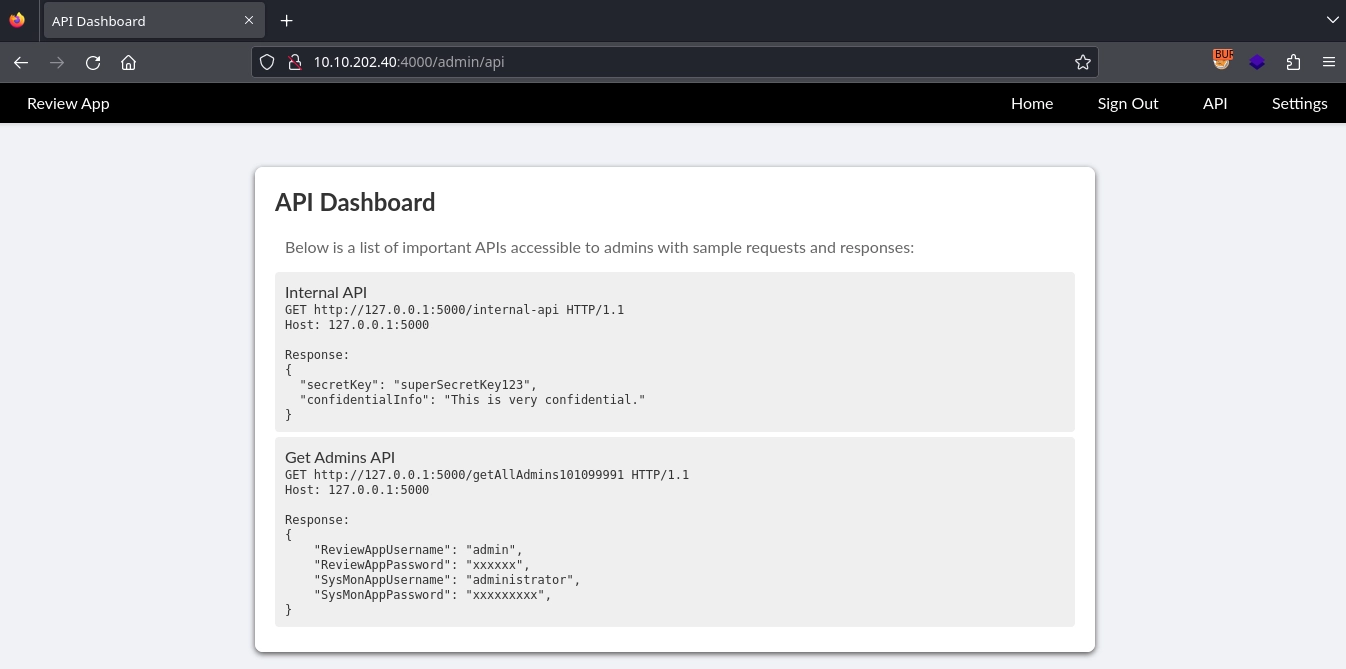 API Dashboard
10.10.202.40:4000/admin/api
BUR
Review App
Home
Sign Out
API
Settings
API Dashboard
Below is a list of important APIs accessible to admins with sample requests and responses:
Internal API
GET http://127.0.0.1:5000/internal-api HTTP/1.1
Host: 127.0.0.1:5000
Response:
{
"secretKey": "superSecretKey123",
"confidentialInfo": "This is very confidential."
}
Get Admins API
GET http://127.0.0.1:5000/getAllAdmins101099991 HTTP/1.1
Host: 127.0.0.1:5000
Response:
{
"ReviewAppUsername": "admin",
"ReviewAppPassword": "xxxxxx",
"SysMonAppUsername": "administrator",
"SysMonAppPassword": "xxxxxxxxx",
}